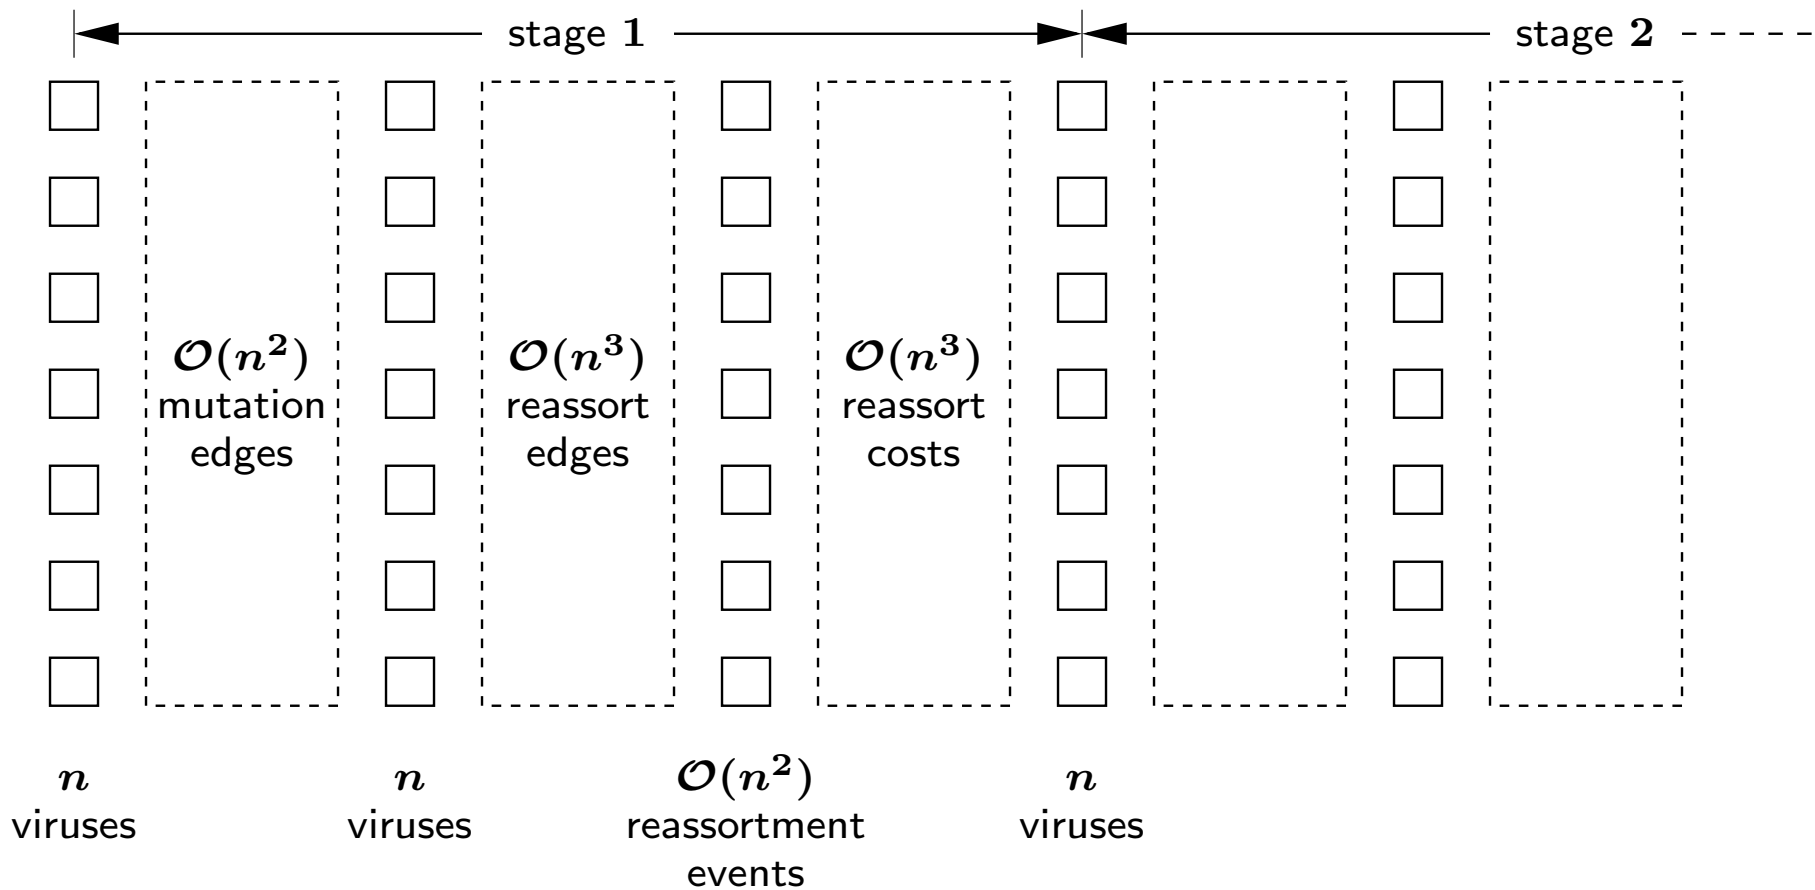 stage 1
stage 2
𝒪(n²)
mutation
edges
𝒪(n³)
reassort
edges
𝒪(n³)
reassort
costs
n
viruses
n
viruses
𝒪(n²)
reassortment
events
n
viruses